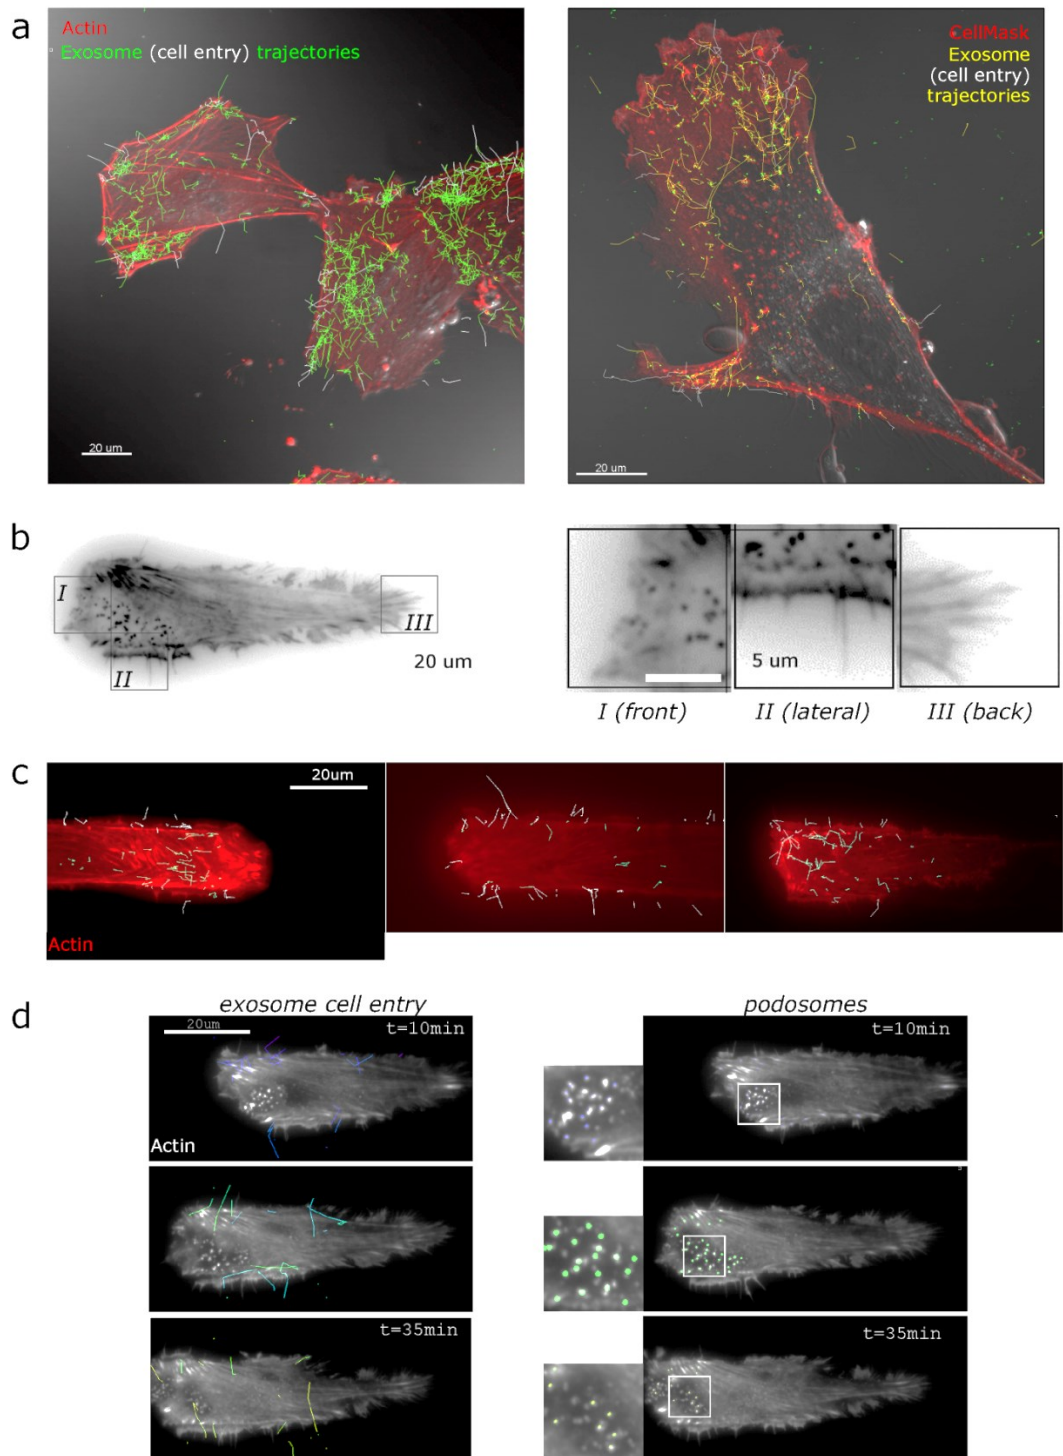 a
Actin
Exosome (cell entry) trajectories
20 um
CellMask
Exosome
(cell entry)
trajectories
20 um
b
I
II
III
20 um
5 um
I (front)
II (lateral)
III (back)
c
20um
Actin
d
exosome cell entry
podosomes
20um
t=10min
Actin
t=10min
t=35min
t=35min